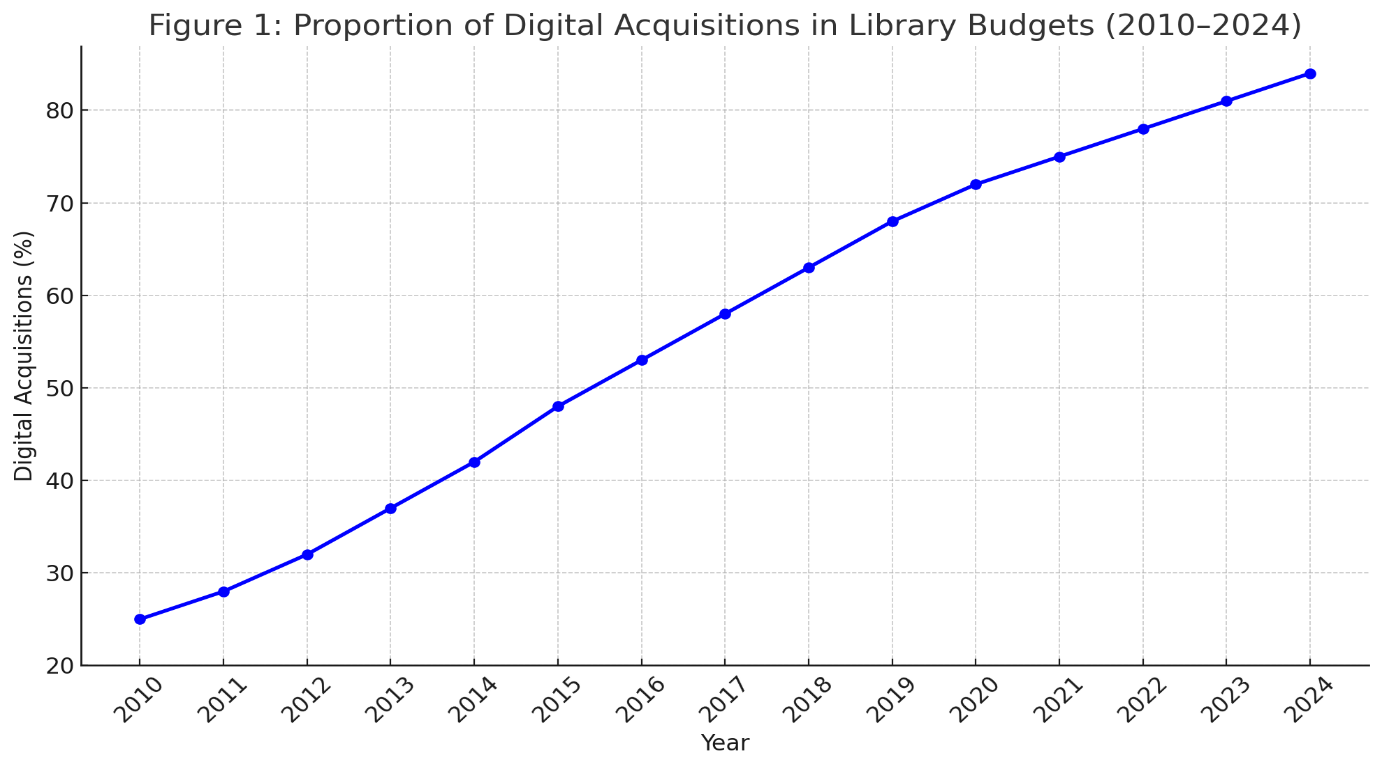 Figure 1: Proportion of Digital Acquisitions in Library Budgets (2010–2024)
Digital Acquisitions (%)
80
70
60
50
40
30
20
2010 2011 2012 2013 2014 2015 2016 2017 2018 2019 2020 2021 2022 2023 2024
Year